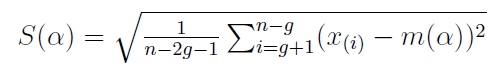 S(α) = √(1/(n−2g−1) ∑_{i=g+1}^{n−g} (x_{(i)} − m(α))²)